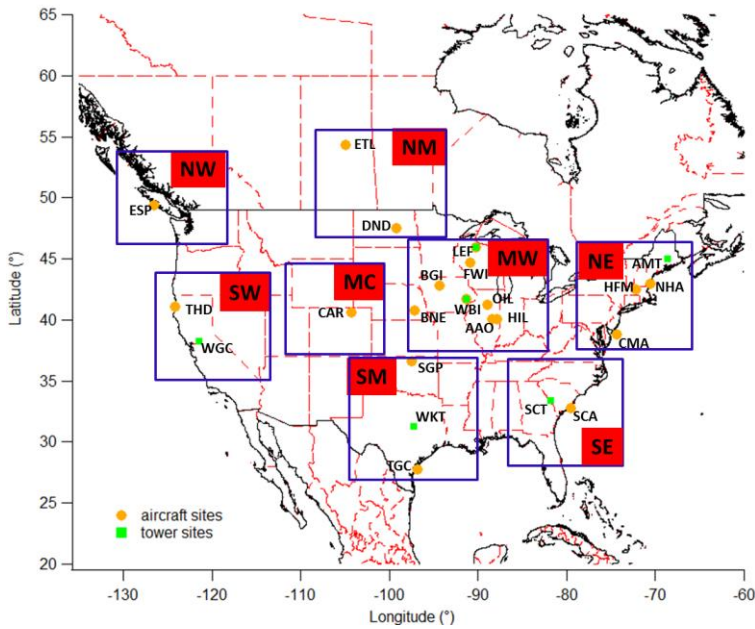 65
60
55
50
45
40
35
30
25
20
Latitude (°)
ETL
NM
NW
ESP
DND
LEF
MW
NE
AMT
FWI
MC
BGI
SW
HFM
NHA
THD
CAR
BNE
WBI
OIL
AAO
HIL
CMA
WGC
SM
SGP
SCT
SCA
WKT
SE
TGC
aircraft sites
tower sites
-130
-120
-110
-100
-90
-80
-70
-60
Longitude (°)